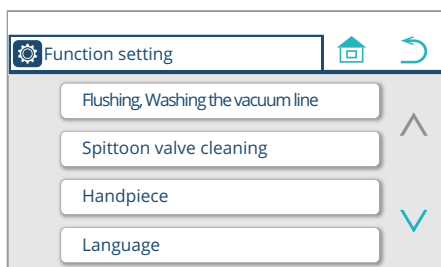 Function setting
Flushing, Washing the vacuum line
Spittoon valve cleaning
Handpiece
Language